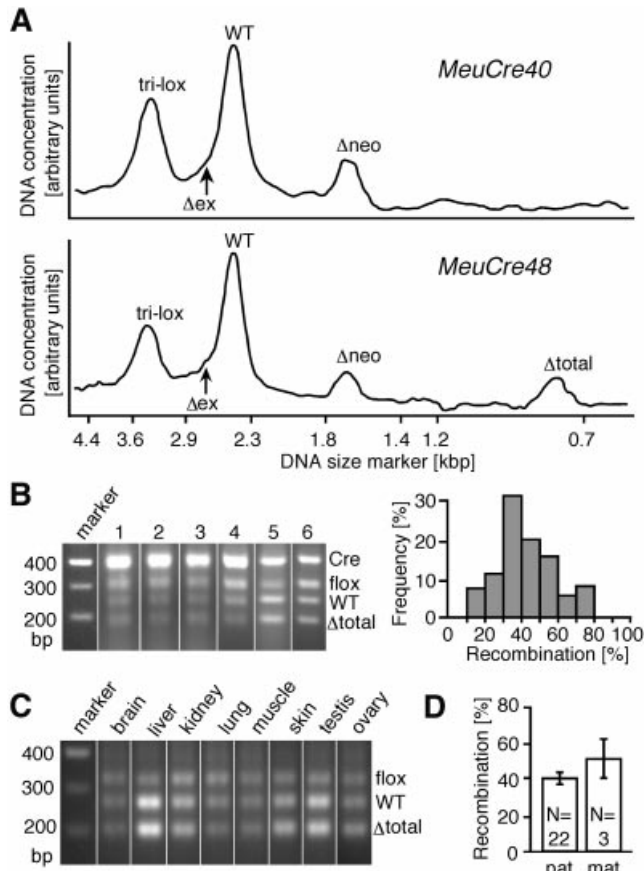 A
DNA concentration
[arbitrary units]
tri-lox
WT
Δneo
Δex
MeuCre40
DNA concentration
[arbitrary units]
tri-lox
WT
Δneo
Δtotal
Δex
MeuCre48
4.4 3.6 2.9 2.3 1.8 1.4 1.2 0.7
DNA size marker [kbp]
B
marker 1 2 3 4 5 6
400
300
200
bp
Cre
flox
WT
Δtotal
Frequency [%]
30
20
10
0 20 40 60 80 100
Recombination [%]
C
marker brain liver kidney lung muscle skin testis ovary
400
300
200
bp
flox
WT
Δtotal
D
Recombination [%]
80
60
40
20
0
N=
22
N=
3
pat mat